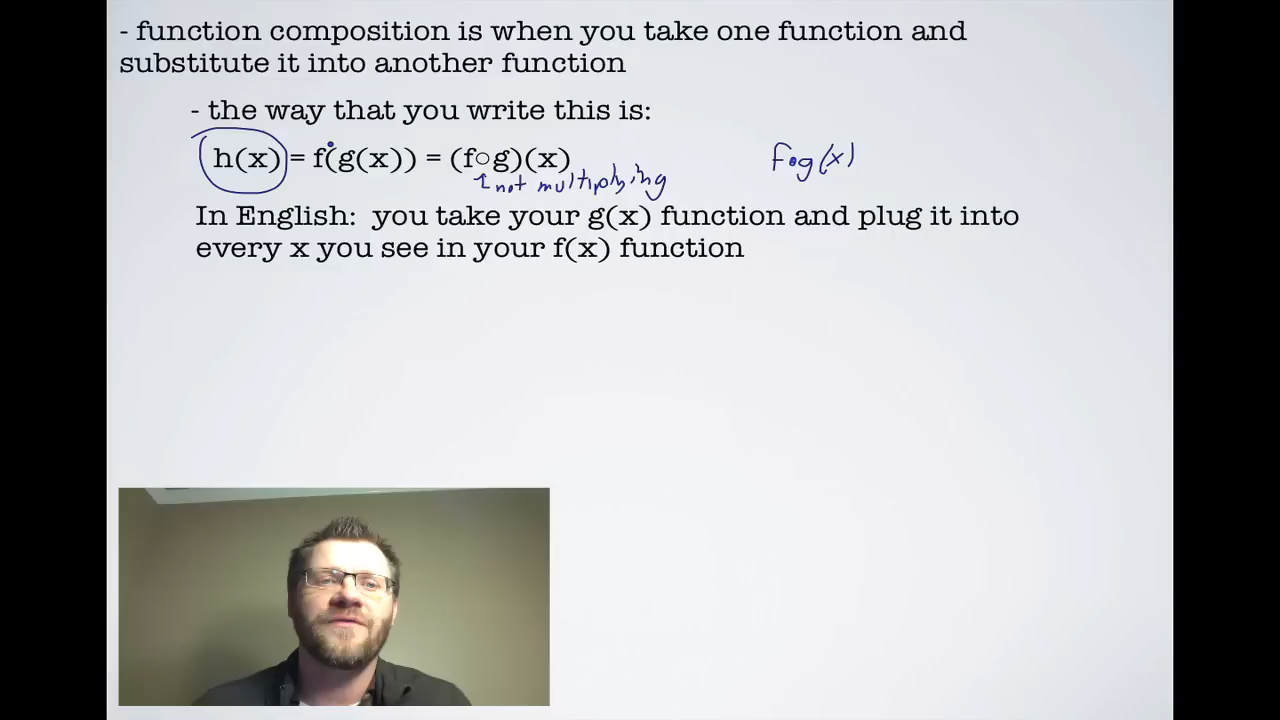 - function composition is when you take one function and
substitute it into another function
- the way that you write this is:
h(x) = f(g(x)) = (f○g)(x)
f∘g(x)
↑ not multiplying
In English: you take your g(x) function and plug it into
every x you see in your f(x) function